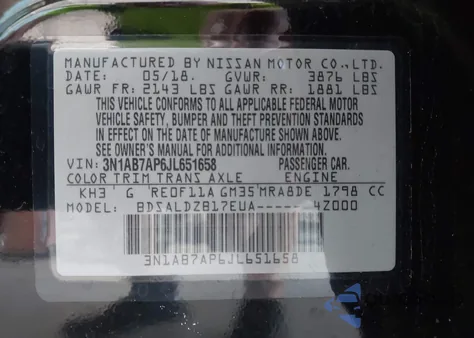 MANUFACTURED BY NISSAN MOTOR CO.,LTD.
DATE: 05/18. GVWR: 3876 LBS
GAWR FR: 2143 LBS GAWR RR: 1881 LBS
THIS VEHICLE CONFORMS TO ALL APPLICABLE FEDERAL MOTOR
VEHICLE SAFETY, BUMPER AND THEFT PREVENTION STANDARDS
IN EFFECT ON THE DATE OF MANUFACTURE SHOWN ABOVE.
SEE OWNER'S MANUAL FOR ADDITIONAL INFORMATION.
VIN: 3N1AB7AP6JL651658 PASSENGER CAR.
COLOR TRIM TRANS AXLE ENGINE
KH3 G RE0F11A GM35 MRA8DE 1798 CC
MODEL: BDSALDZB17EUA------4Z000
3N1AB7AP6JL651658